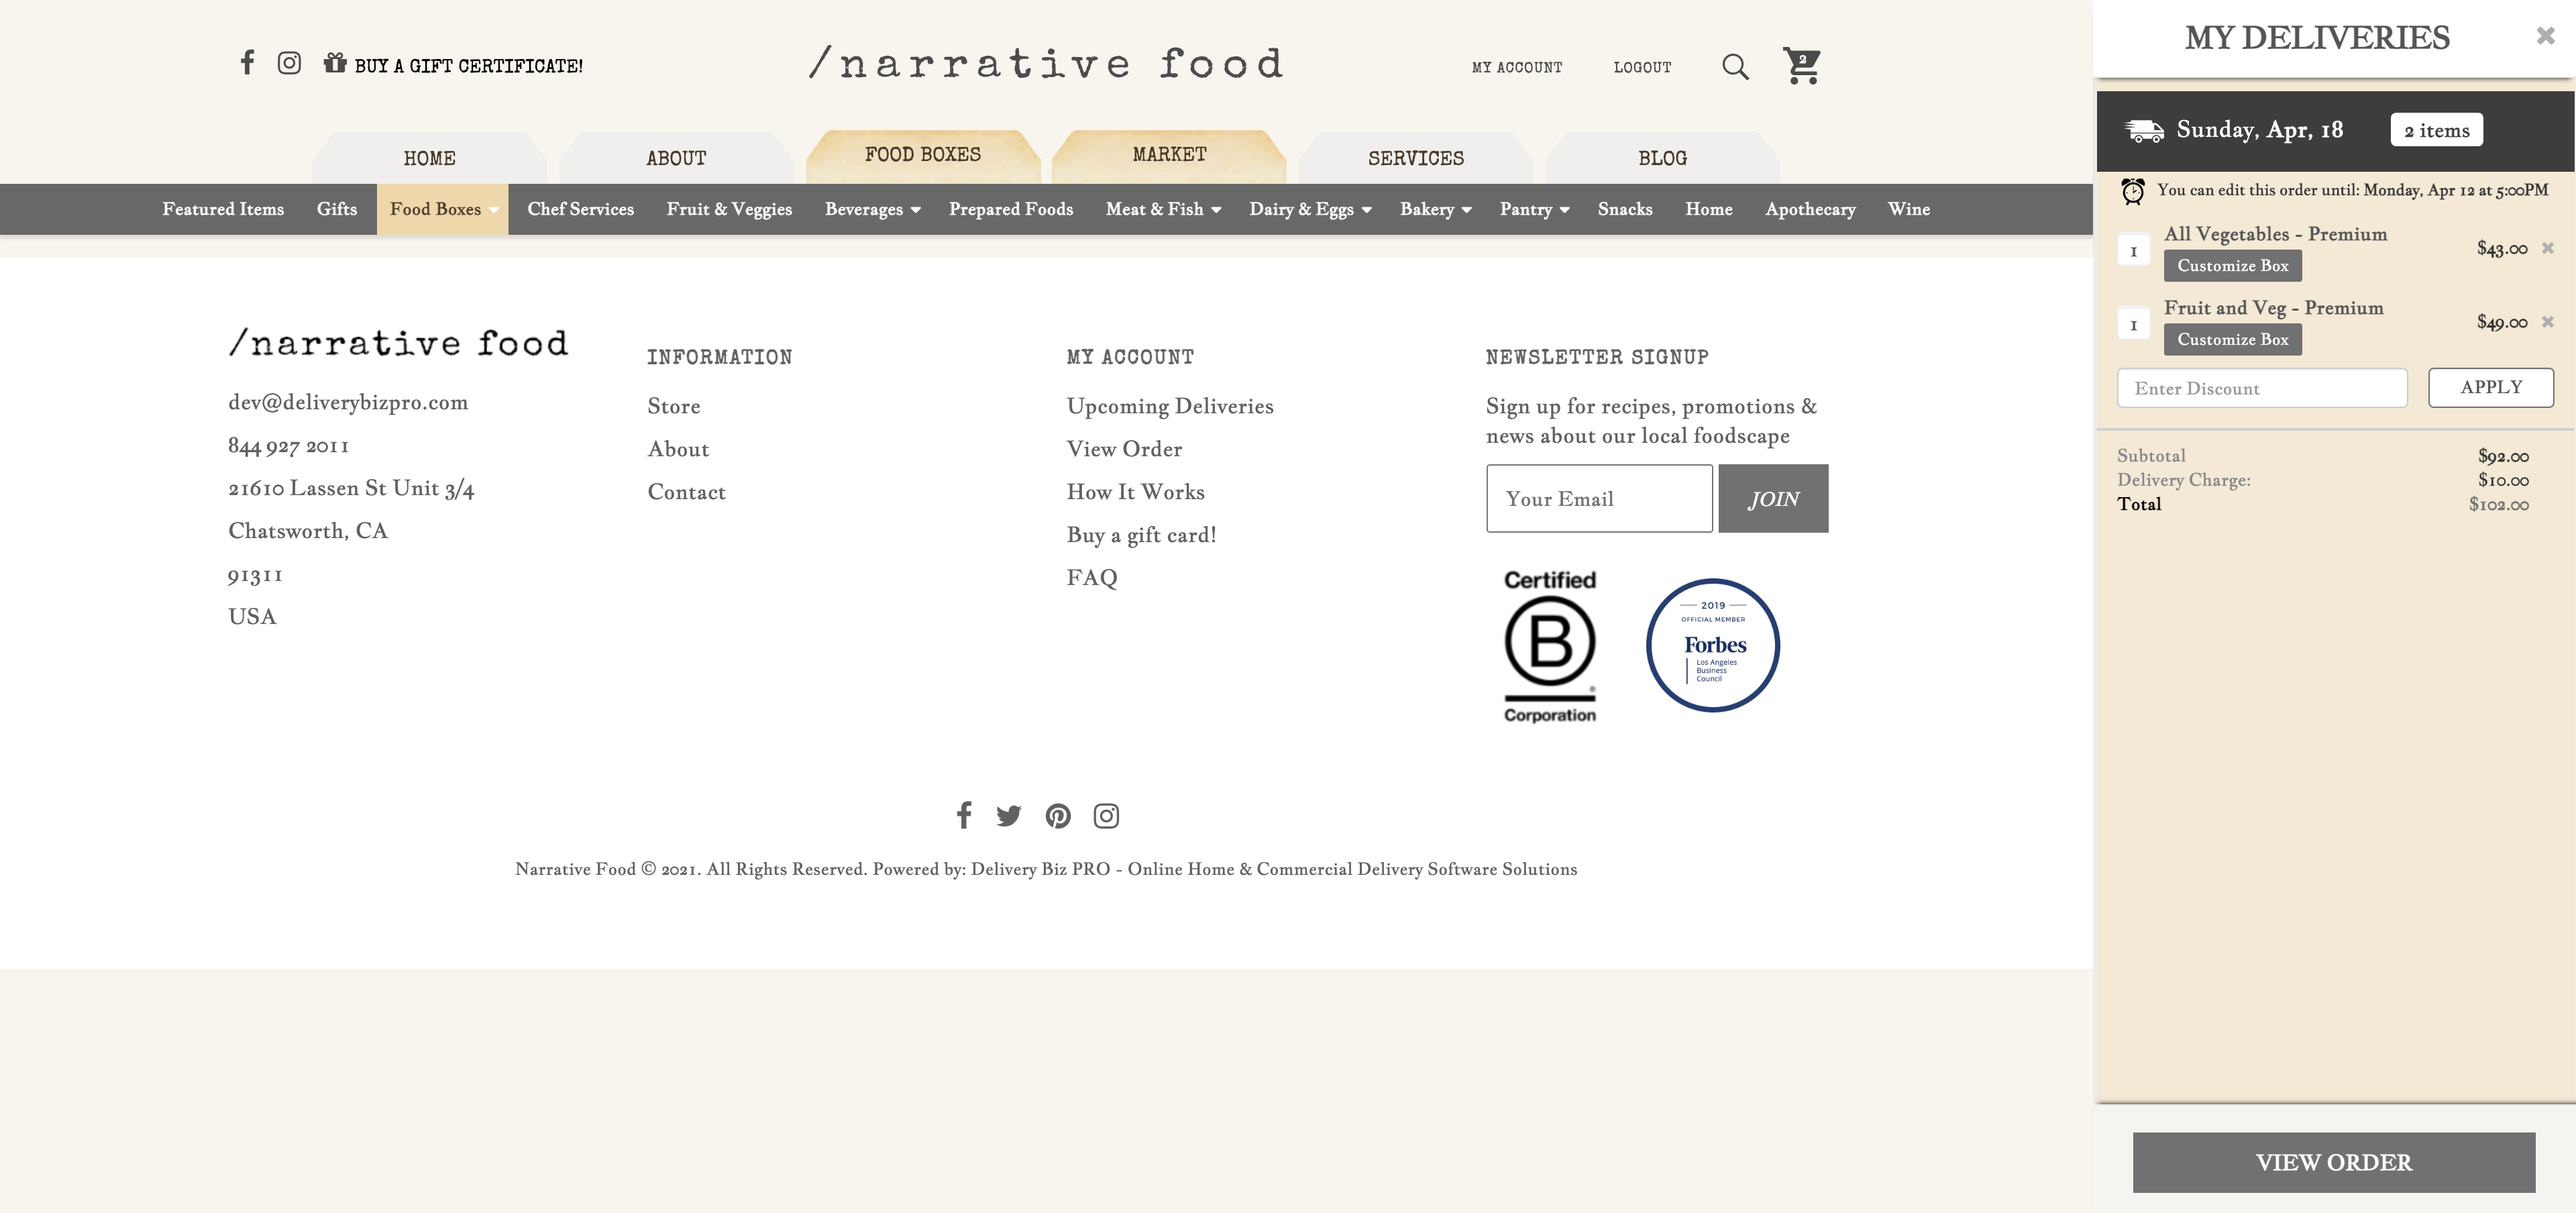 BUY A GIFT CERTIFICATE!
/narrative food
MY ACCOUNT
LOGOUT
2
HOME
ABOUT
FOOD BOXES
MARKET
SERVICES
BLOG
Featured Items
Gifts
Food Boxes
Chef Services
Fruit & Veggies
Beverages
Prepared Foods
Meat & Fish
Dairy & Eggs
Bakery
Pantry
Snacks
Home
Apothecary
Wine
/narrative food
dev@deliverybizpro.com
844 927 2011
21610 Lassen St Unit 3/4
Chatsworth, CA
91311
USA
INFORMATION
Store
About
Contact
MY ACCOUNT
Upcoming Deliveries
View Order
How It Works
Buy a gift card!
FAQ
NEWSLETTER SIGNUP
Sign up for recipes, promotions &
news about our local foodscape
Your Email
JOIN
Certified
B
®
Corporation
2019
OFFICIAL MEMBER
Forbes
Los Angeles
Business
Council
Narrative Food © 2021. All Rights Reserved. Powered by: Delivery Biz PRO - Online Home & Commercial Delivery Software Solutions
MY DELIVERIES
Sunday, Apr, 18
2 items
You can edit this order until: Monday, Apr 12 at 5:00PM
1
All Vegetables - Premium
$43.00
Customize Box
1
Fruit and Veg - Premium
$49.00
Customize Box
Enter Discount
APPLY
Subtotal $92.00
Delivery Charge: $10.00
Total $102.00
VIEW ORDER